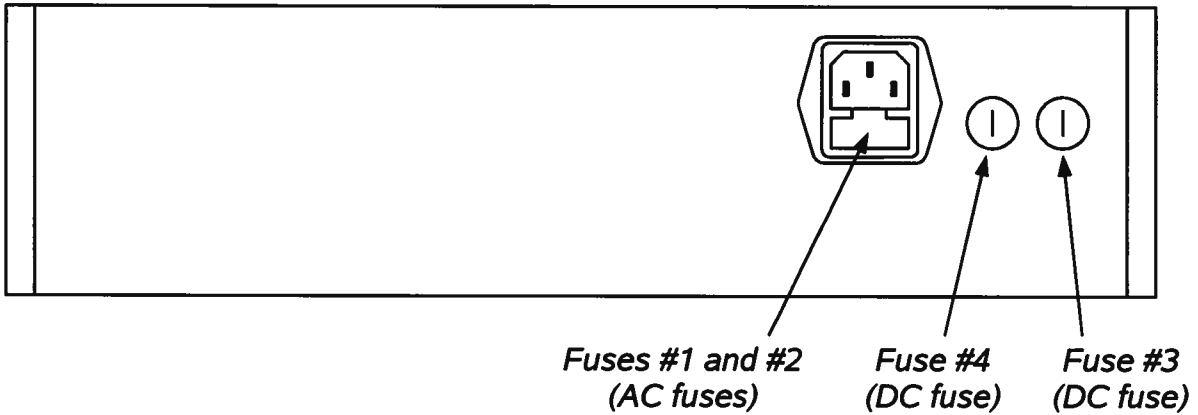 Fuses #1 and #2
(AC fuses)
Fuse #4
(DC fuse)
Fuse #3
(DC fuse)